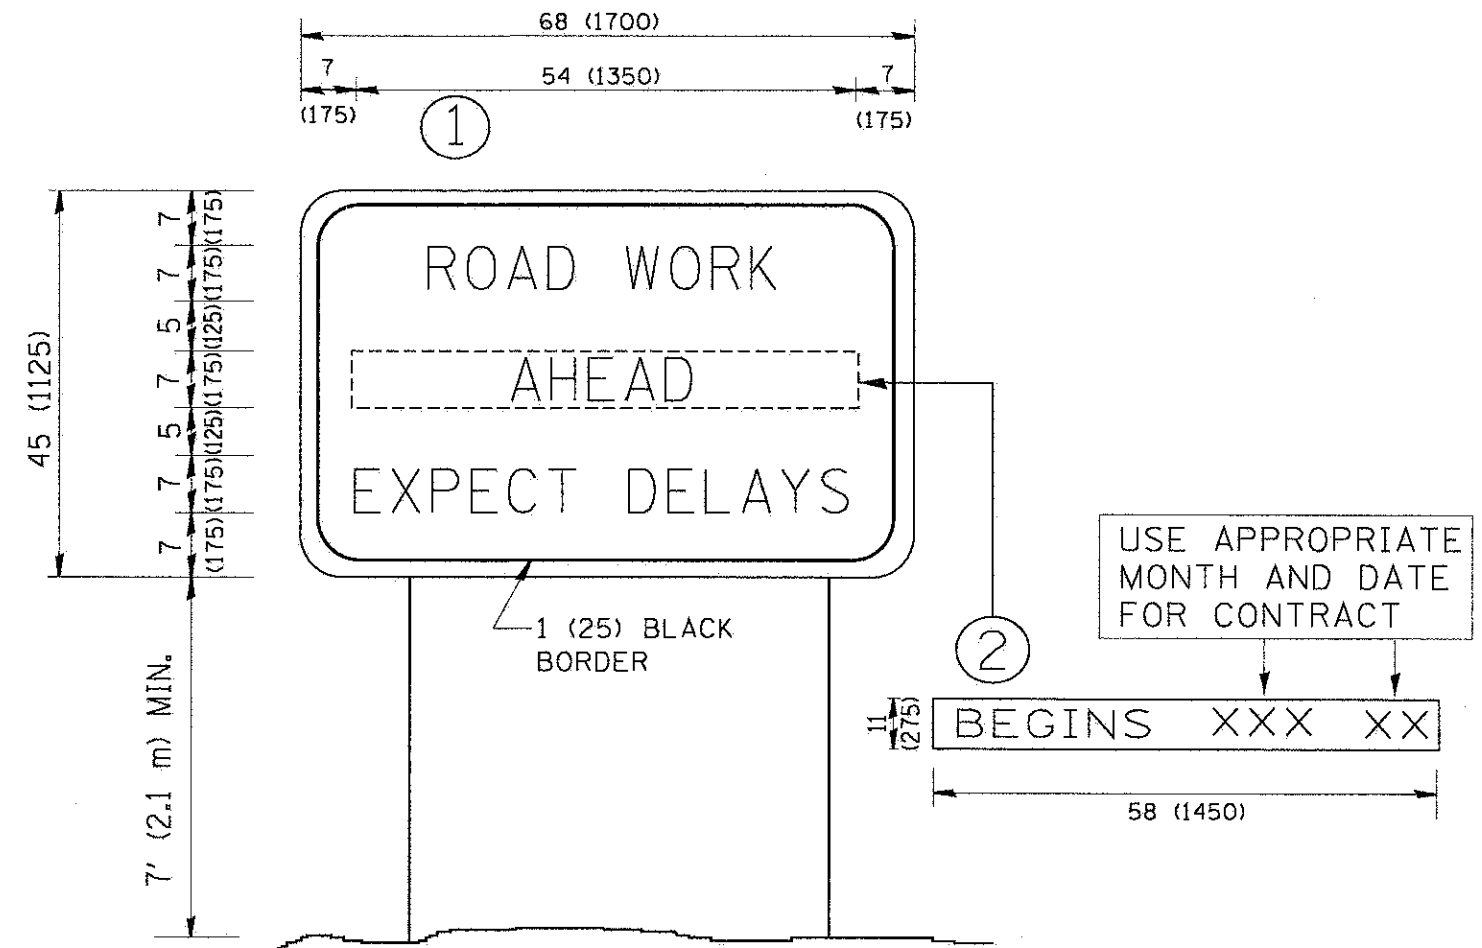 68 (1700)
7
54 (1350)
7
(175)
(175)
1
45 (1125)
7
(175)
7
(175)
5
(125)
7
(175)
5
(125)
7
(175)
7
(175)
ROAD WORK
AHEAD
EXPECT DELAYS
1 (25) BLACK
BORDER
7' (2.1 m) MIN.
USE APPROPRIATE
MONTH AND DATE
FOR CONTRACT
2
11
(275)
BEGINS XXX XX
58 (1450)